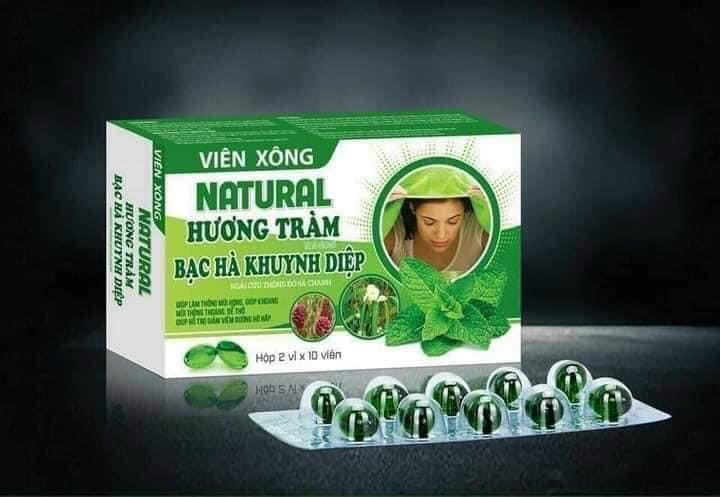 VIÊN XÔNG
NATURAL
HƯƠNG TRÀM
BẠC HÀ KHUYNH DIỆP
NGẢI CỨU THÔNG ĐỎ SẢ CHANH
GIÚP LÀM THÔNG MŨI HỌNG, GIÚP KHOANG
MŨI THÔNG THOÁNG, DỄ THỞ
GIÚP HỖ TRỢ GIẢM VIÊM ĐƯỜNG HÔ HẤP
Hộp 2 vỉ x 10 viên
VIÊN XÔNG
NATURAL
HƯƠNG TRÀM
BẠC HÀ KHUYNH DIỆP